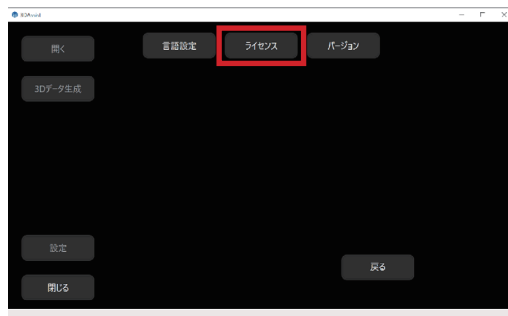 3DAvoid
開く
言語設定
ライセンス
バージョン
3Dデータ生成
設定
戻る
閉じる